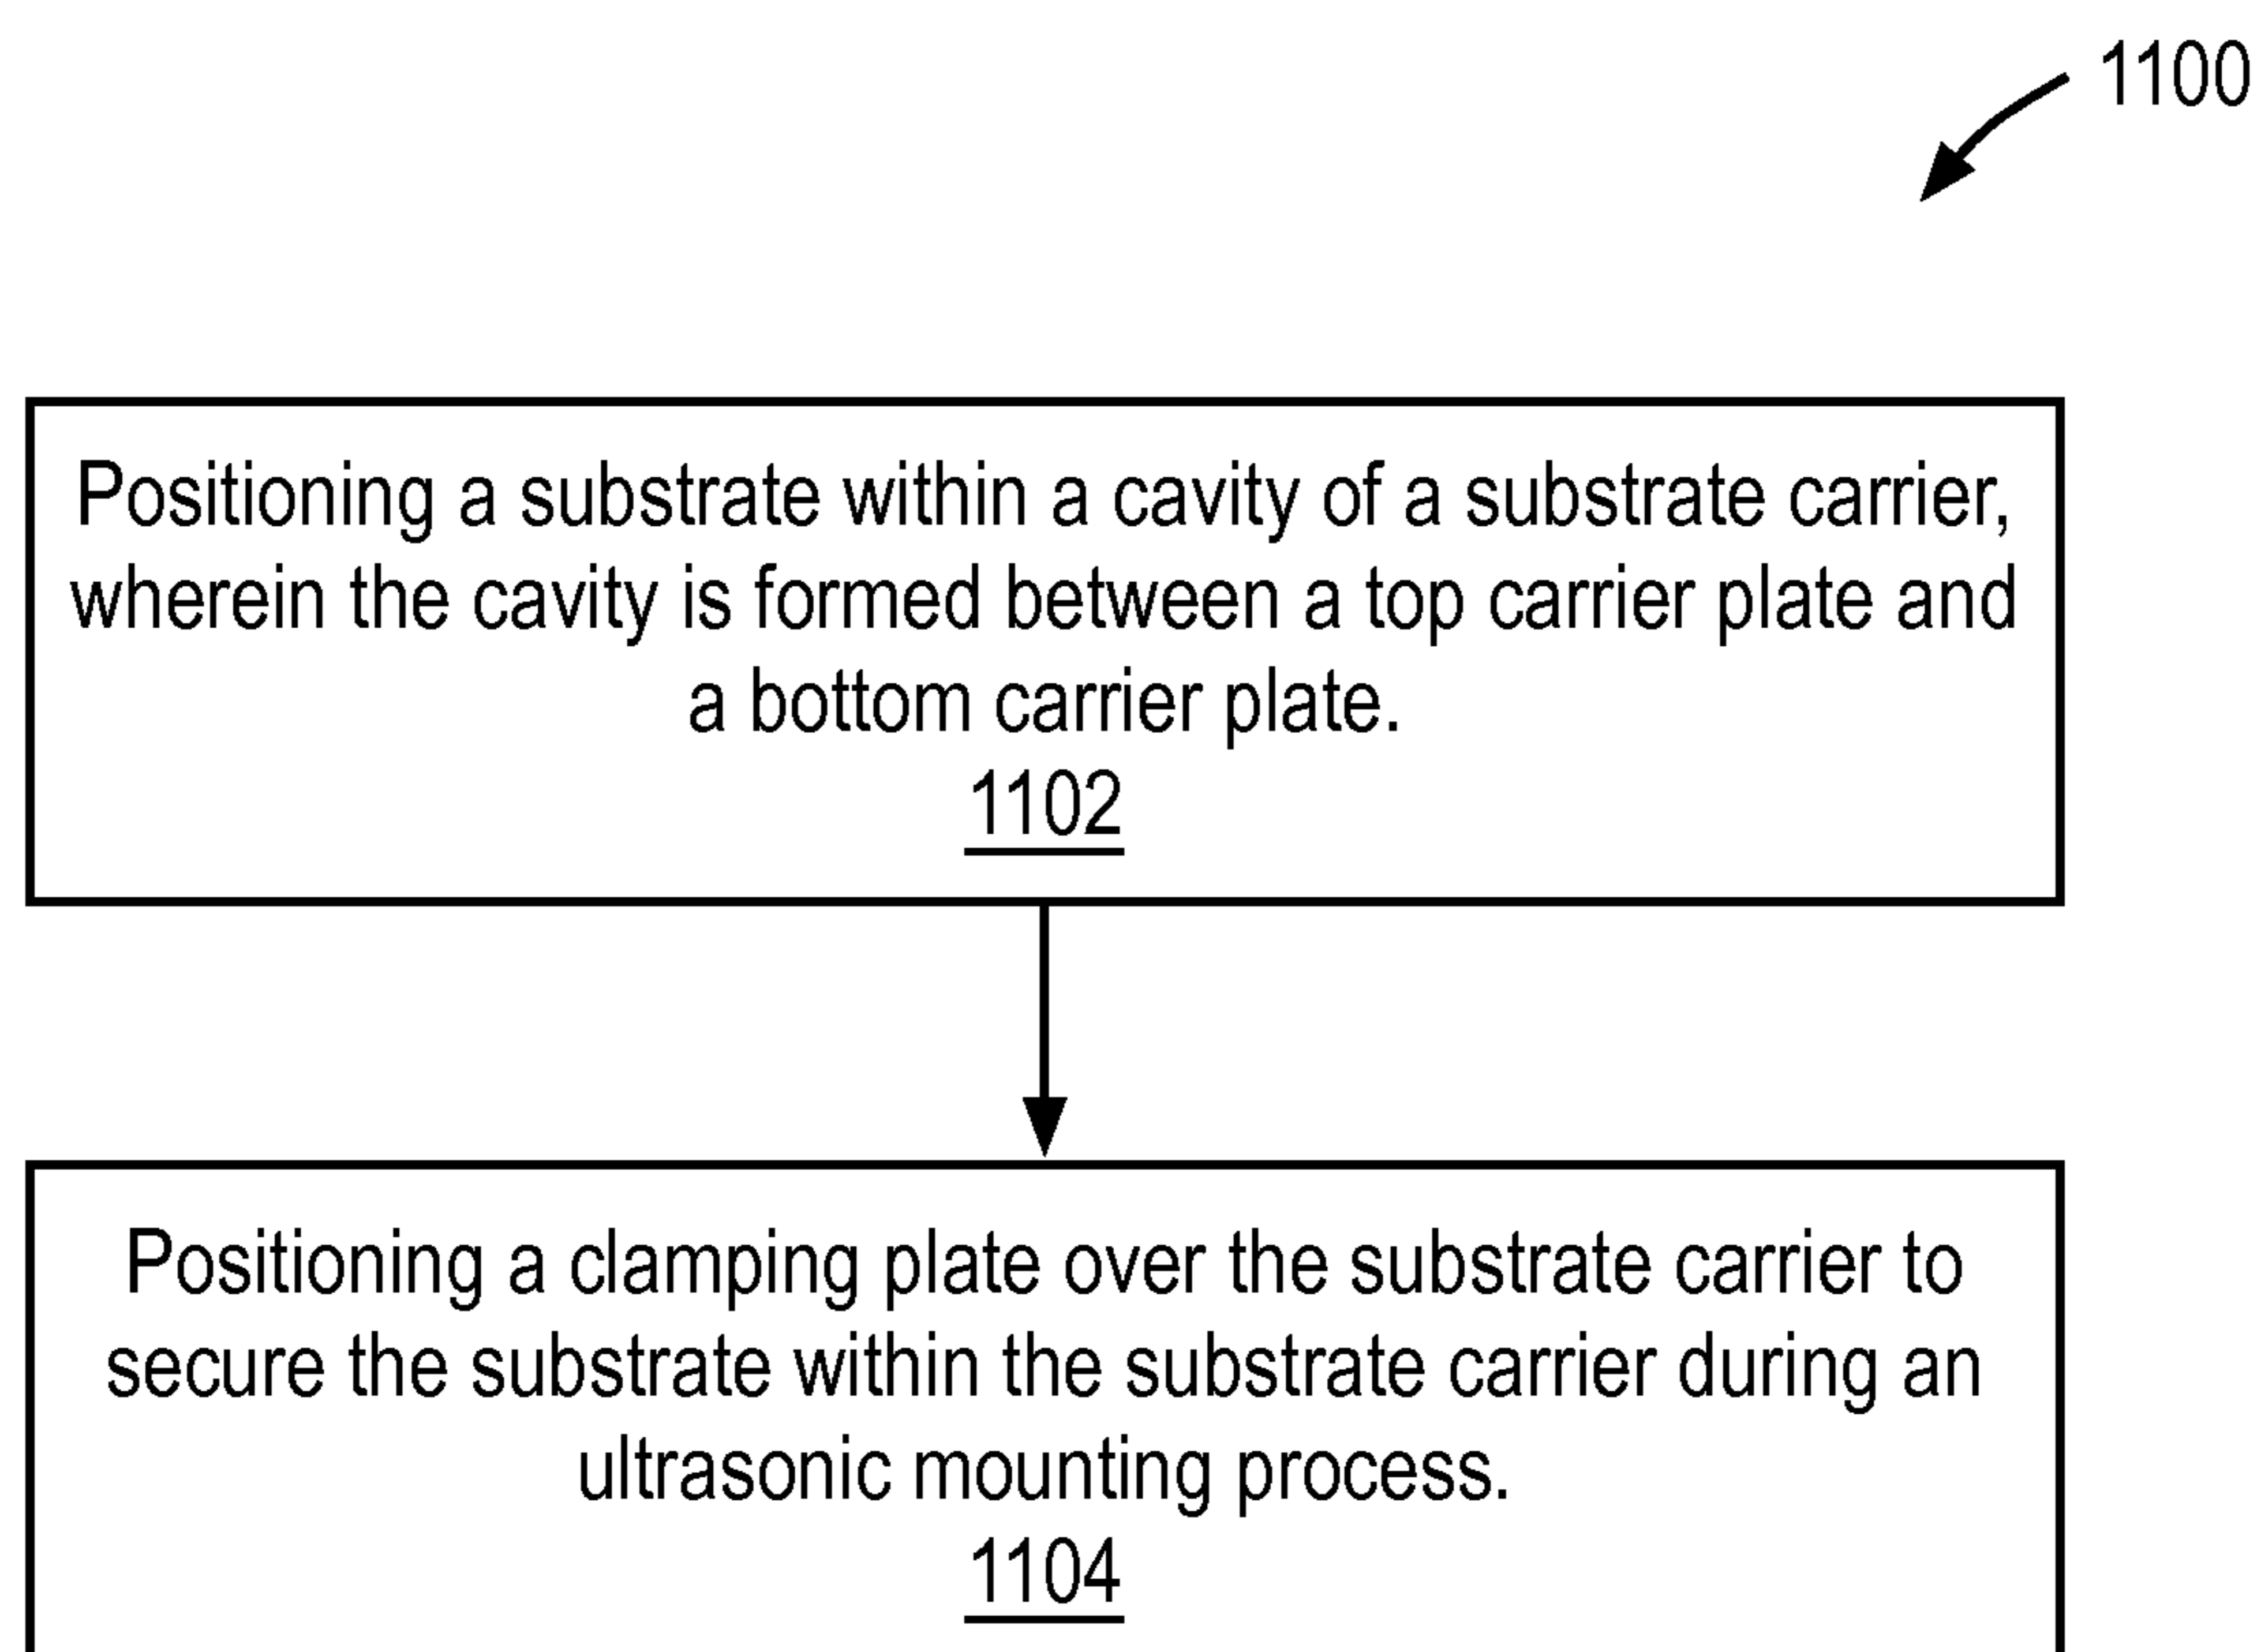 1100
Positioning a substrate within a cavity of a substrate carrier,
wherein the cavity is formed between a top carrier plate and
a bottom carrier plate.
1102
Positioning a clamping plate over the substrate carrier to
secure the substrate within the substrate carrier during an
ultrasonic mounting process.
1104